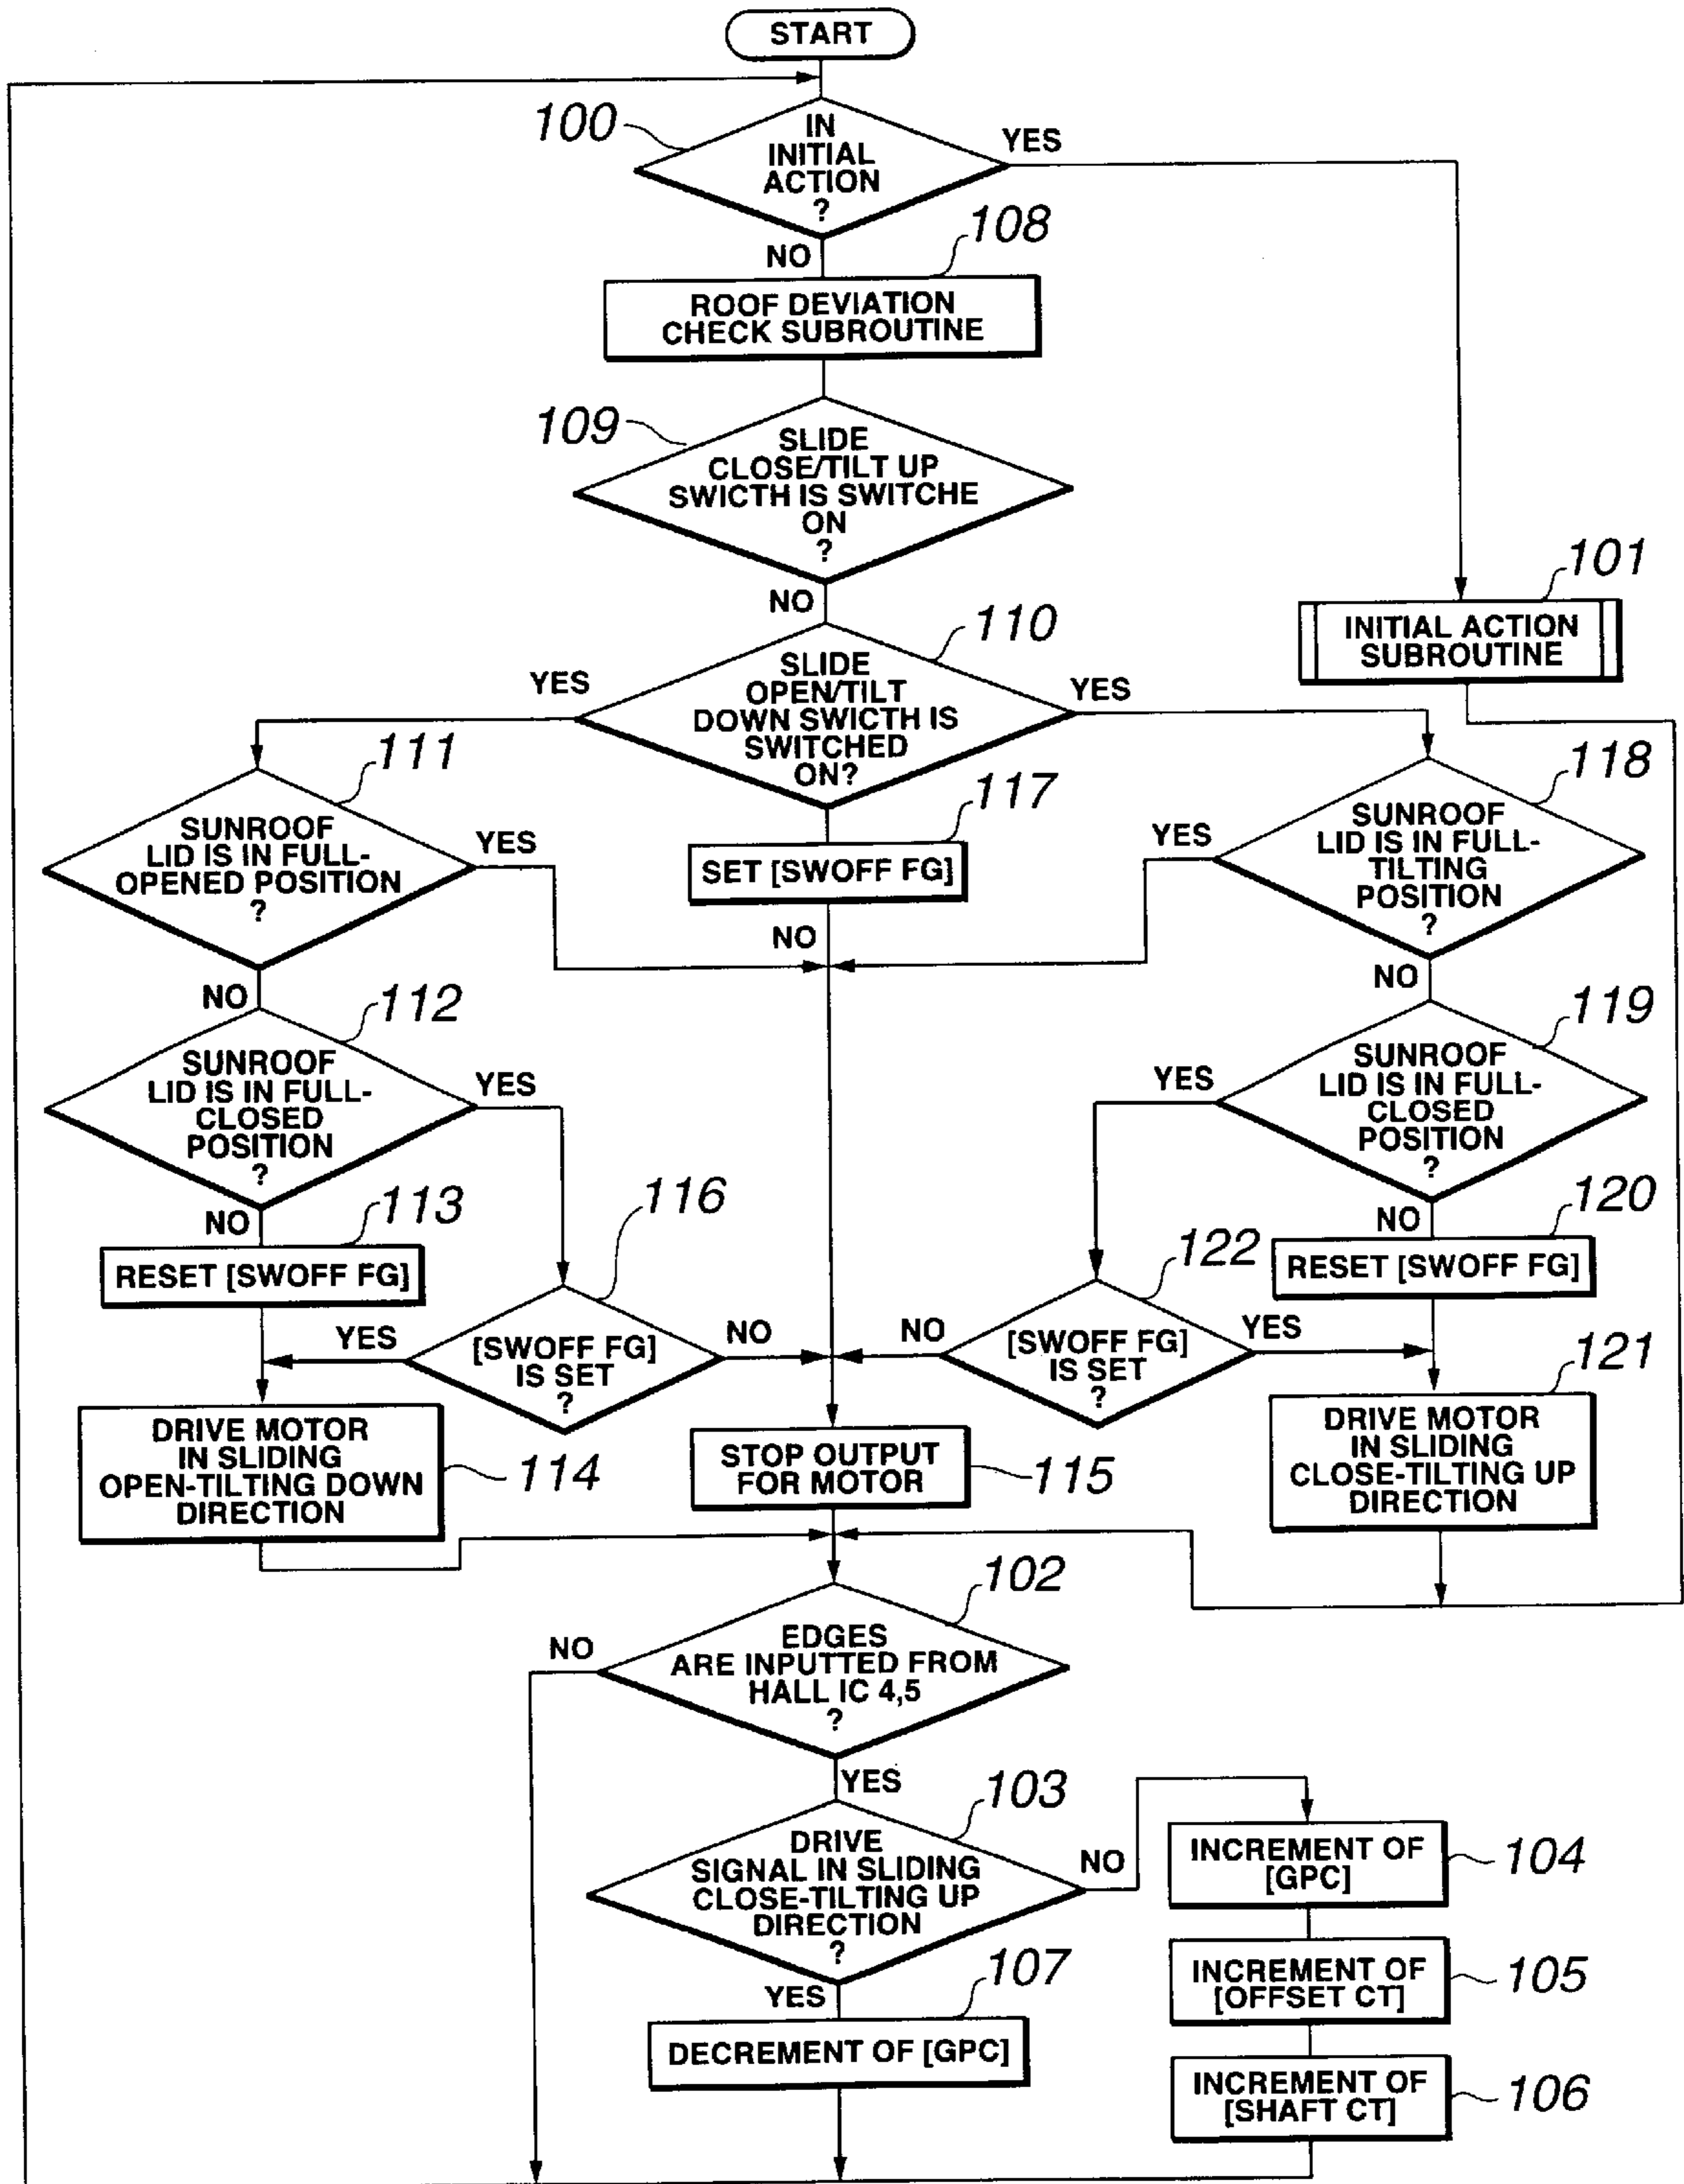 START
100
IN
INITIAL
ACTION
?
YES
NO
108
ROOF DEVIATION
CHECK SUBROUTINE
109
SLIDE
CLOSE/TILT UP
SWICTH IS SWITCHE
ON
?
NO
101
INITIAL ACTION
SUBROUTINE
110
YES
SLIDE
OPEN/TILT
DOWN SWICTH IS
SWITCHED
ON?
YES
111
SUNROOF
LID IS IN FULL-
OPENED POSITION
?
YES
NO
117
SET [SWOFF FG]
NO
118
SUNROOF
LID IS IN FULL-
TILTING
POSITION
?
YES
NO
112
SUNROOF
LID IS IN FULL-
CLOSED
POSITION
?
YES
NO
119
SUNROOF
LID IS IN FULL-
CLOSED
POSITION
?
YES
NO
113
RESET [SWOFF FG]
116
YES
[SWOFF FG]
IS SET
?
NO
122
NO
[SWOFF FG]
IS SET
?
YES
120
RESET [SWOFF FG]
DRIVE MOTOR
IN SLIDING
OPEN-TILTING DOWN
DIRECTION
114
STOP OUTPUT
FOR MOTOR
115
121
DRIVE MOTOR
IN SLIDING
CLOSE-TILTING UP
DIRECTION
102
NO
EDGES
ARE INPUTTED FROM
HALL IC 4,5
?
YES
103
DRIVE
SIGNAL IN SLIDING
CLOSE-TILTING UP
DIRECTION
?
NO
YES
INCREMENT OF
[GPC]
104
INCREMENT OF
[OFFSET CT]
105
107
DECREMENT OF [GPC]
INCREMENT OF
[SHAFT CT]
106